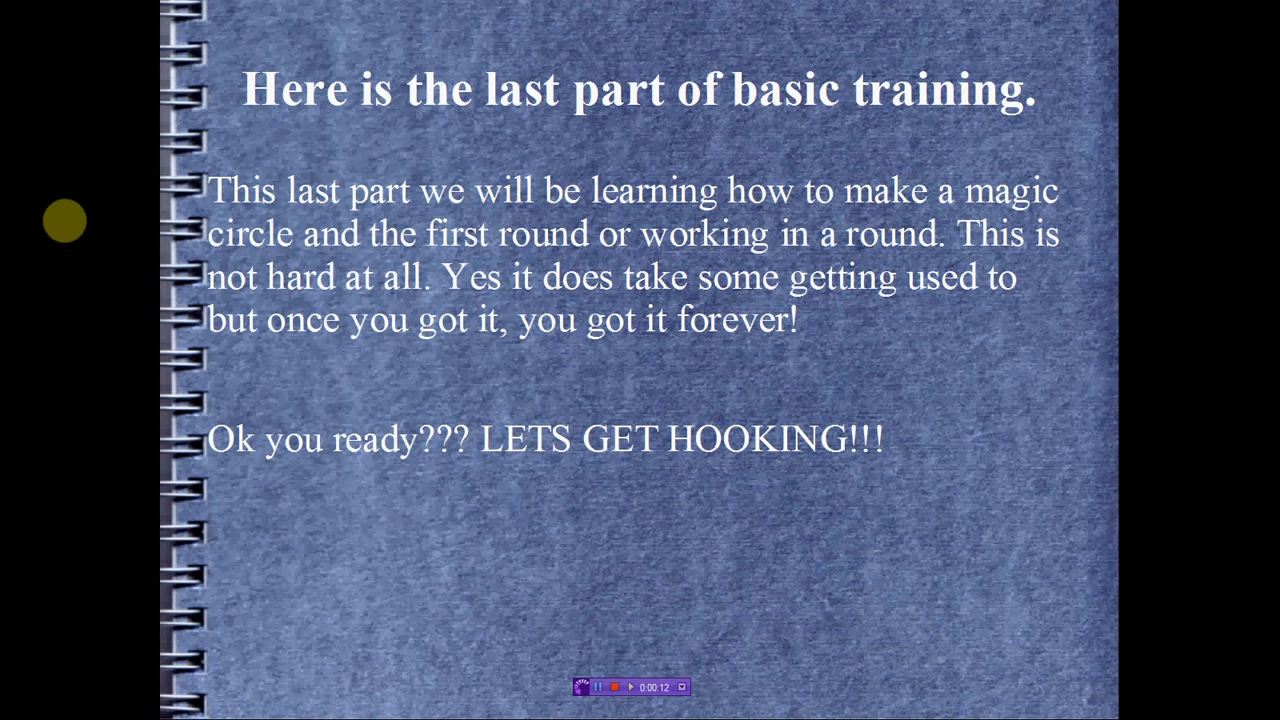 Here is the last part of basic training.
This last part we will be learning how to make a magic
circle and the first round or working in a round. This is
not hard at all. Yes it does take some getting used to
but once you got it, you got it forever!
Ok you ready??? LETS GET HOOKING!!!
0:00:12